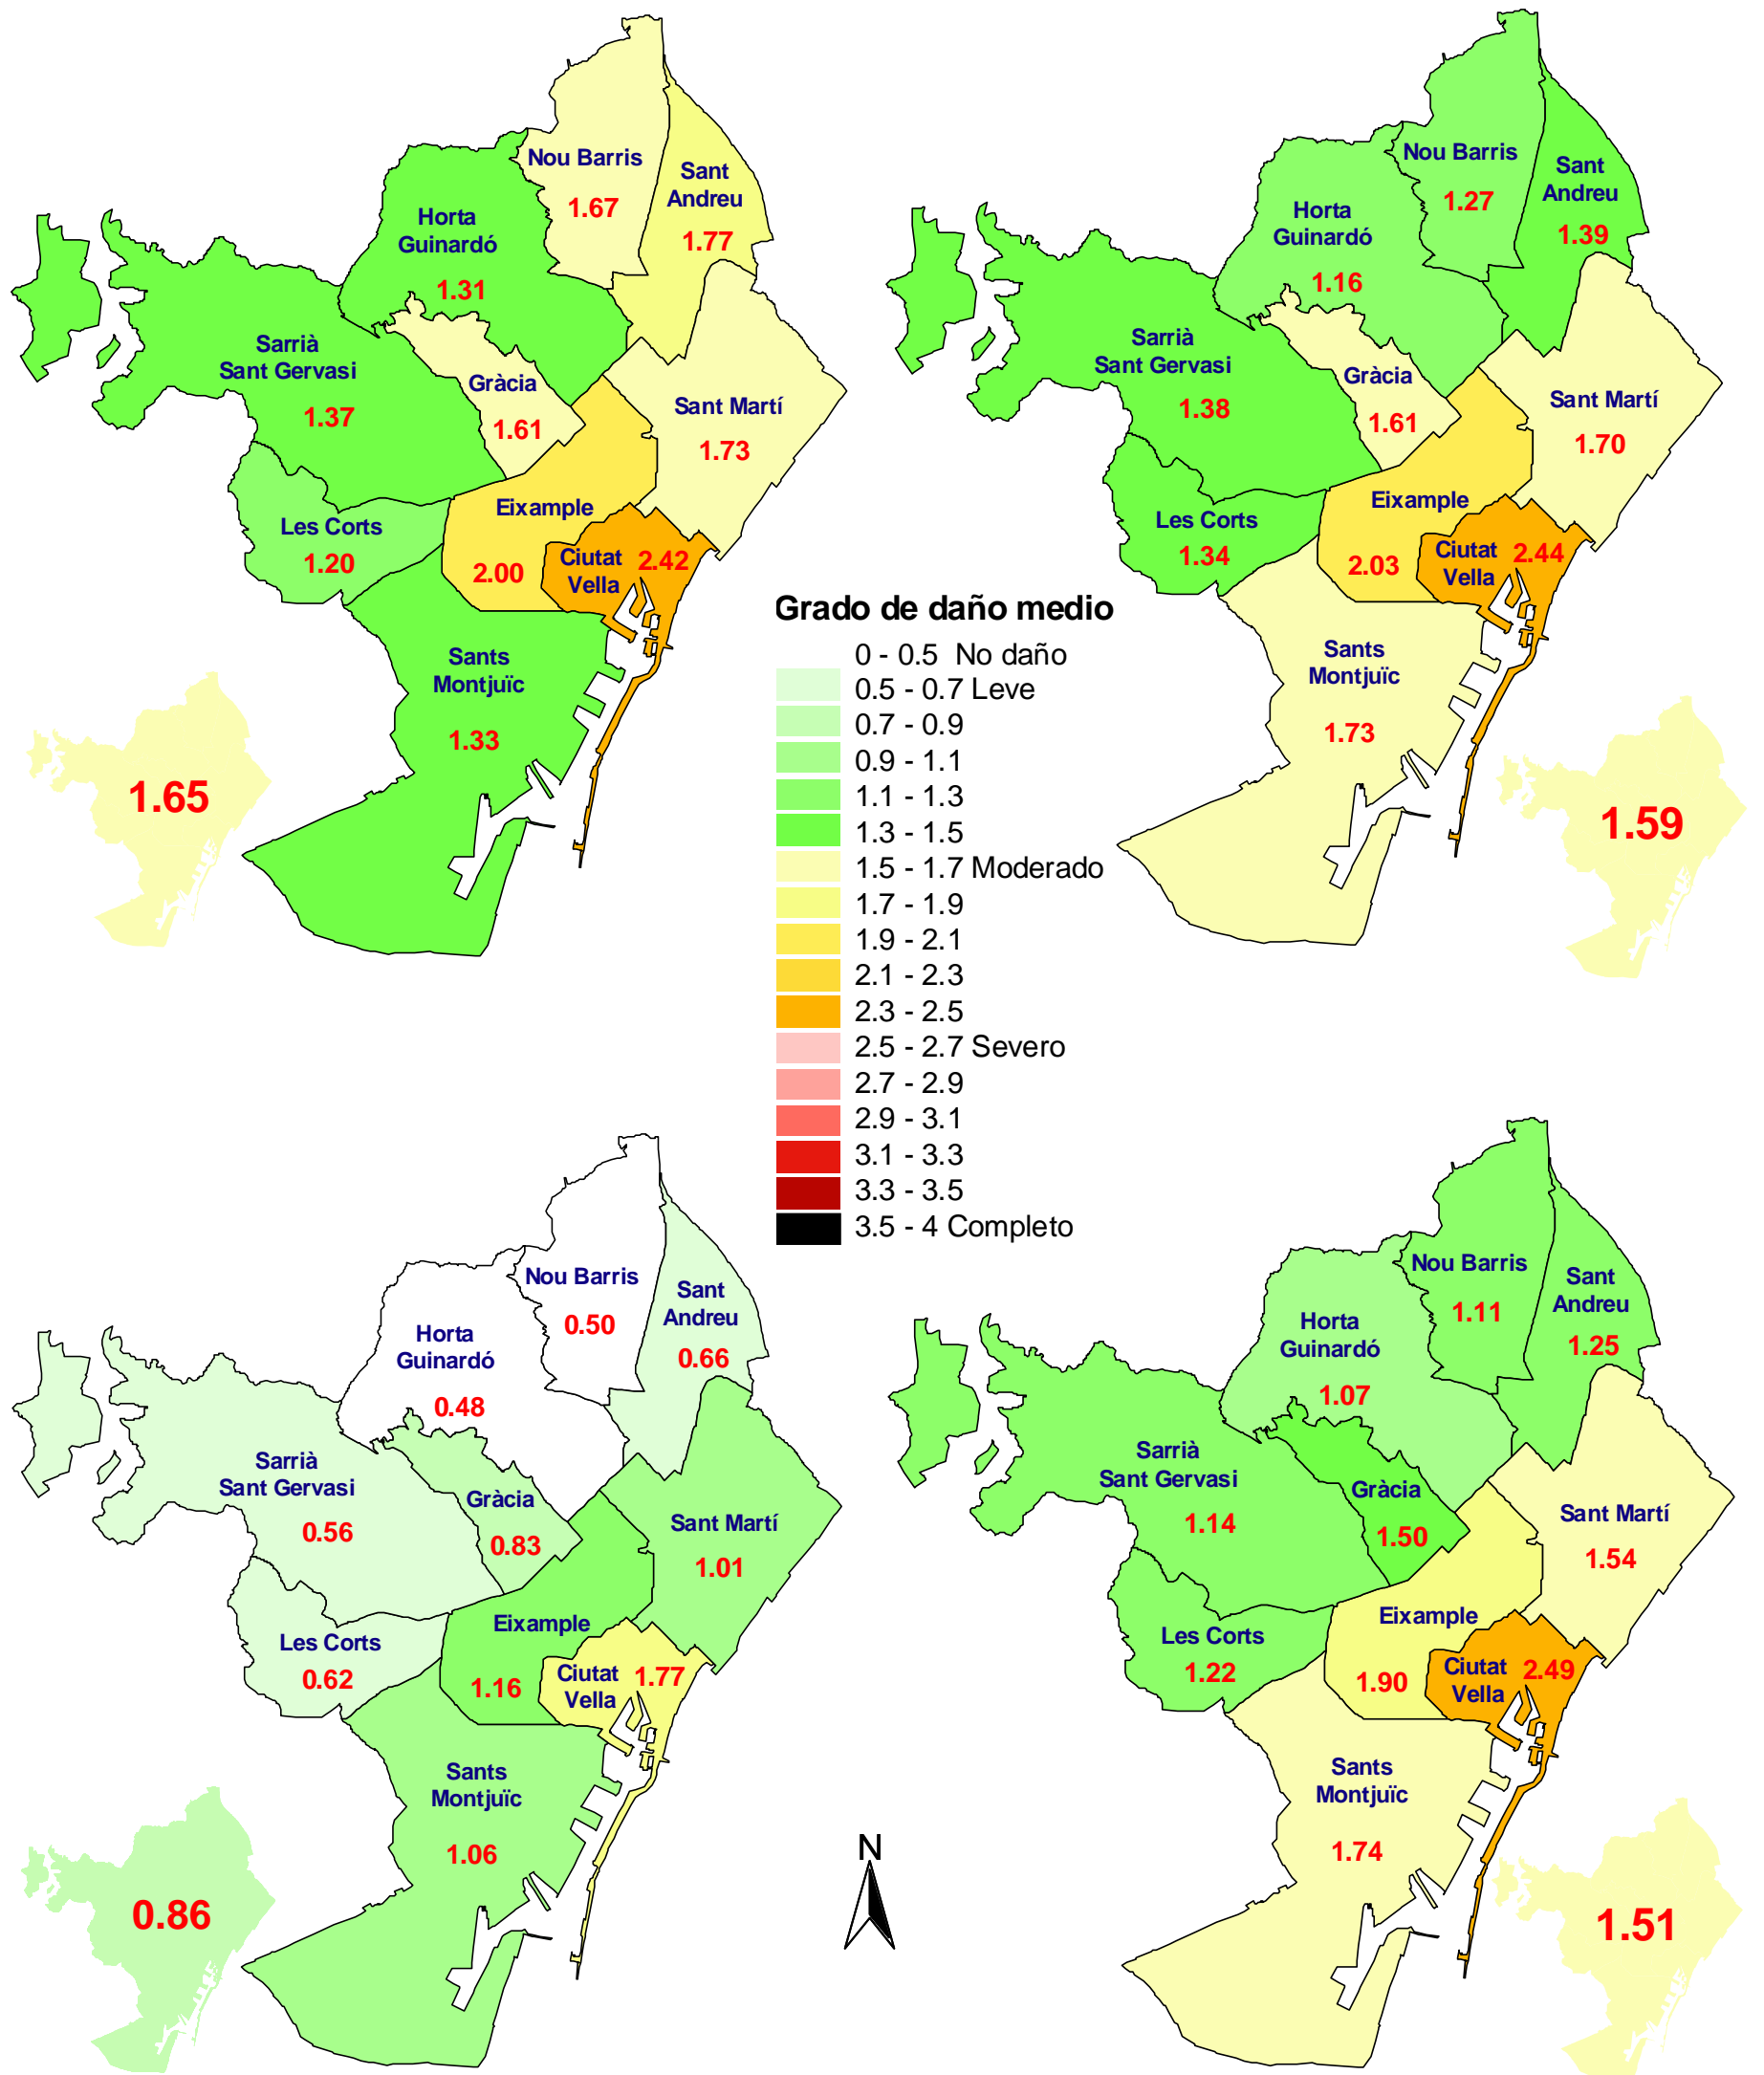 Nou Barris
1.67
Sant
Andreu
1.77
Horta
Guinardó
1.31
Sarrià
Sant Gervasi
1.37
Gràcia
1.61
Sant Martí
1.73
Les Corts
1.20
Eixample
2.00
Ciutat
Vella
2.42
Sants
Montjuïc
1.33
1.65
Nou Barris
1.27
Sant
Andreu
1.39
Horta
Guinardó
1.16
Sarrià
Sant Gervasi
1.38
Gràcia
1.61
Sant Martí
1.70
Les Corts
1.34
Eixample
2.03
Ciutat
Vella
2.44
Sants
Montjuïc
1.73
1.59
Grado de daño medio
0 - 0.5 No daño
0.5 - 0.7 Leve
0.7 - 0.9
0.9 - 1.1
1.1 - 1.3
1.3 - 1.5
1.5 - 1.7 Moderado
1.7 - 1.9
1.9 - 2.1
2.1 - 2.3
2.3 - 2.5
2.5 - 2.7 Severo
2.7 - 2.9
2.9 - 3.1
3.1 - 3.3
3.3 - 3.5
3.5 - 4 Completo
Nou Barris
0.50
Sant
Andreu
0.66
Horta
Guinardó
0.48
Sarrià
Sant Gervasi
0.56
Gràcia
0.83
Sant Martí
1.01
Les Corts
0.62
Eixample
1.16
Ciutat
Vella
1.77
Sants
Montjuïc
1.06
0.86
N
Nou Barris
1.11
Sant
Andreu
1.25
Horta
Guinardó
1.07
Sarrià
Sant Gervasi
1.14
Gràcia
1.50
Sant Martí
1.54
Les Corts
1.22
Eixample
1.90
Ciutat
Vella
2.49
Sants
Montjuïc
1.74
1.51